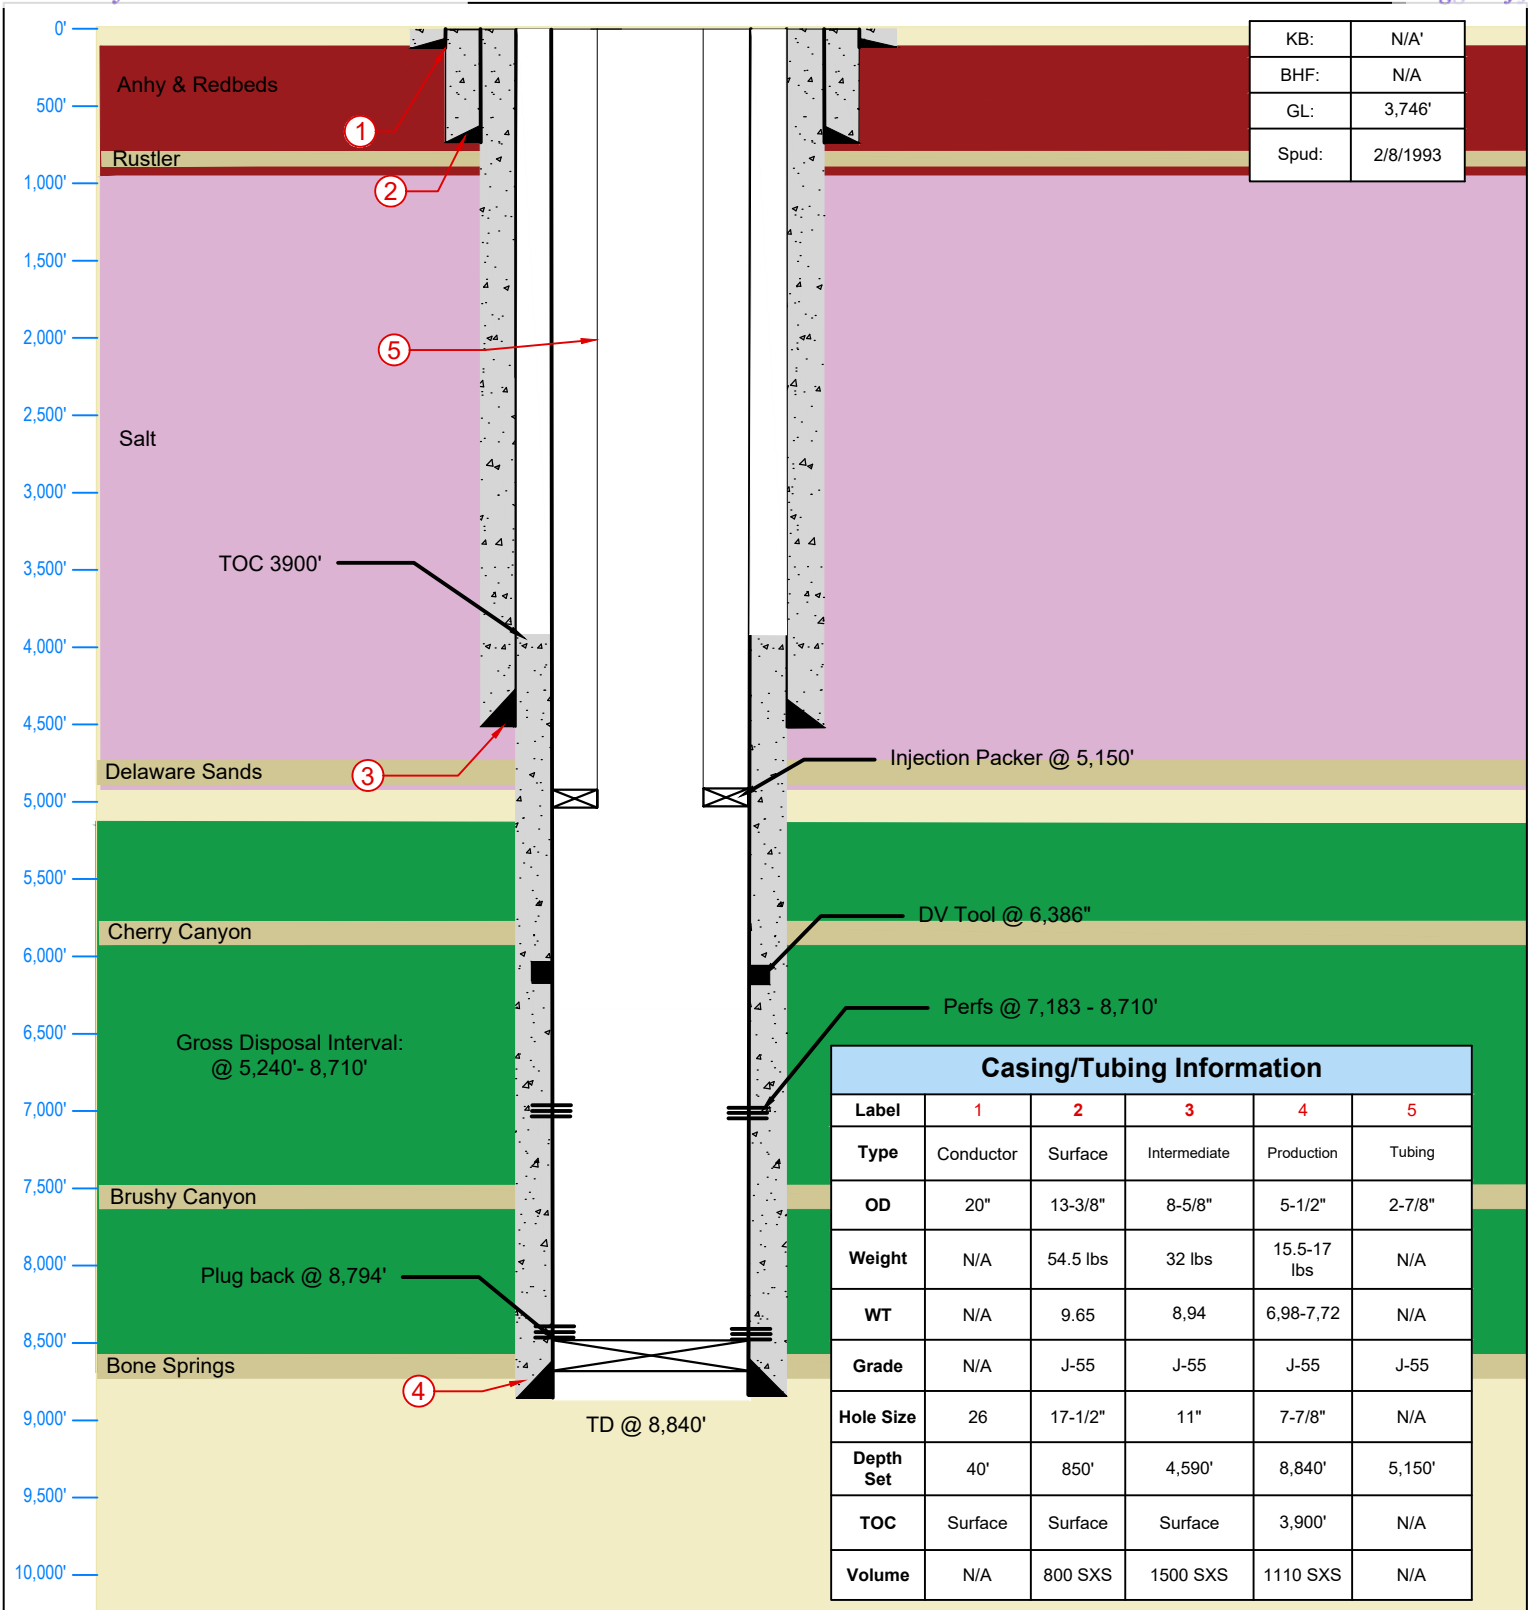 0'
500'
1,000'
1,500'
2,000'
2,500'
3,000'
3,500'
4,000'
4,500'
5,000'
5,500'
6,000'
6,500'
7,000'
7,500'
8,000'
8,500'
9,000'
9,500'
10,000'
KB: N/A'
BHF: N/A
GL: 3,746'
Spud: 2/8/1993
Anhy & Redbeds
1
Rustler
2
5
Salt
TOC 3900'
Injection Packer @ 5,150'
Delaware Sands
3
DV Tool @ 6,386"
Cherry Canyon
Perfs @ 7,183 - 8,710'
Gross Disposal Interval:
@ 5,240'- 8,710'
Brushy Canyon
Plug back @ 8,794'
Bone Springs
4
TD @ 8,840'
Casing/Tubing Information
Label 1 2 3 4 5
Type Conductor Surface Intermediate Production Tubing
OD 20" 13-3/8" 8-5/8" 5-1/2" 2-7/8"
Weight N/A 54.5 lbs 32 lbs 15.5-17 lbs N/A
WT N/A 9.65 8,94 6,98-7,72 N/A
Grade N/A J-55 J-55 J-55 J-55
Hole Size 26 17-1/2" 11" 7-7/8" N/A
Depth Set 40' 850' 4,590' 8,840' 5,150'
TOC Surface Surface Surface 3,900' N/A
Volume N/A 800 SXS 1500 SXS 1110 SXS N/A